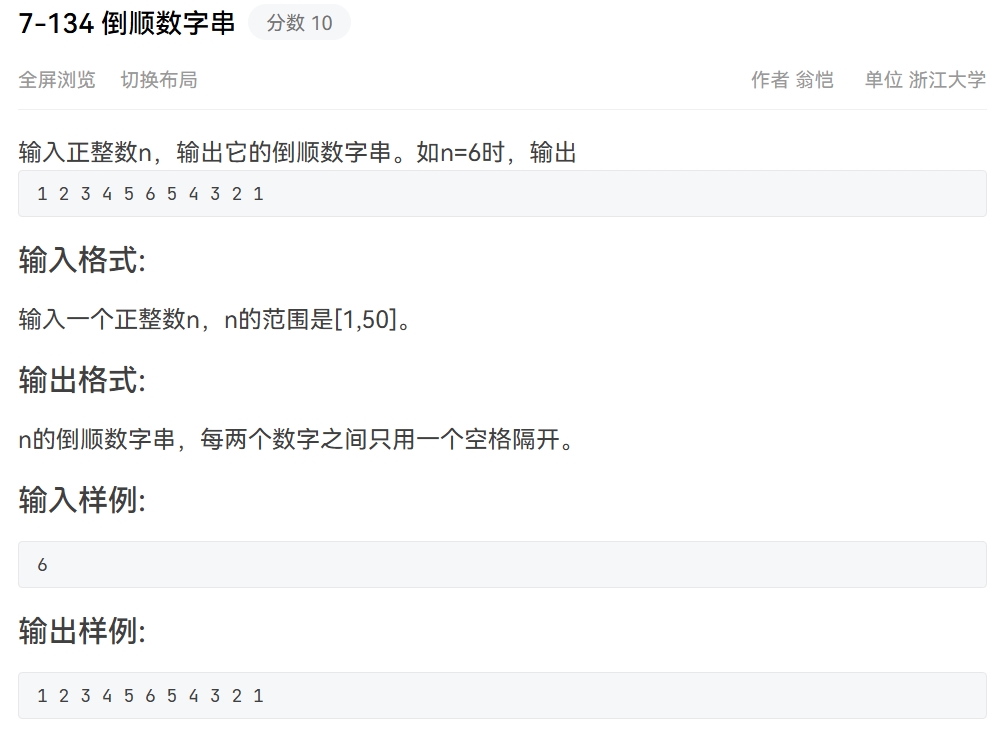 7-134 倒顺数字串 分数 10
全屏浏览 切换布局 作者 翁恺 单位 浙江大学
输入正整数n，输出它的倒顺数字串。如n=6时，输出
1 2 3 4 5 6 5 4 3 2 1
输入格式:
输入一个正整数n，n的范围是[1,50]。
输出格式:
n的倒顺数字串，每两个数字之间只用一个空格隔开。
输入样例:
6
输出样例:
1 2 3 4 5 6 5 4 3 2 1